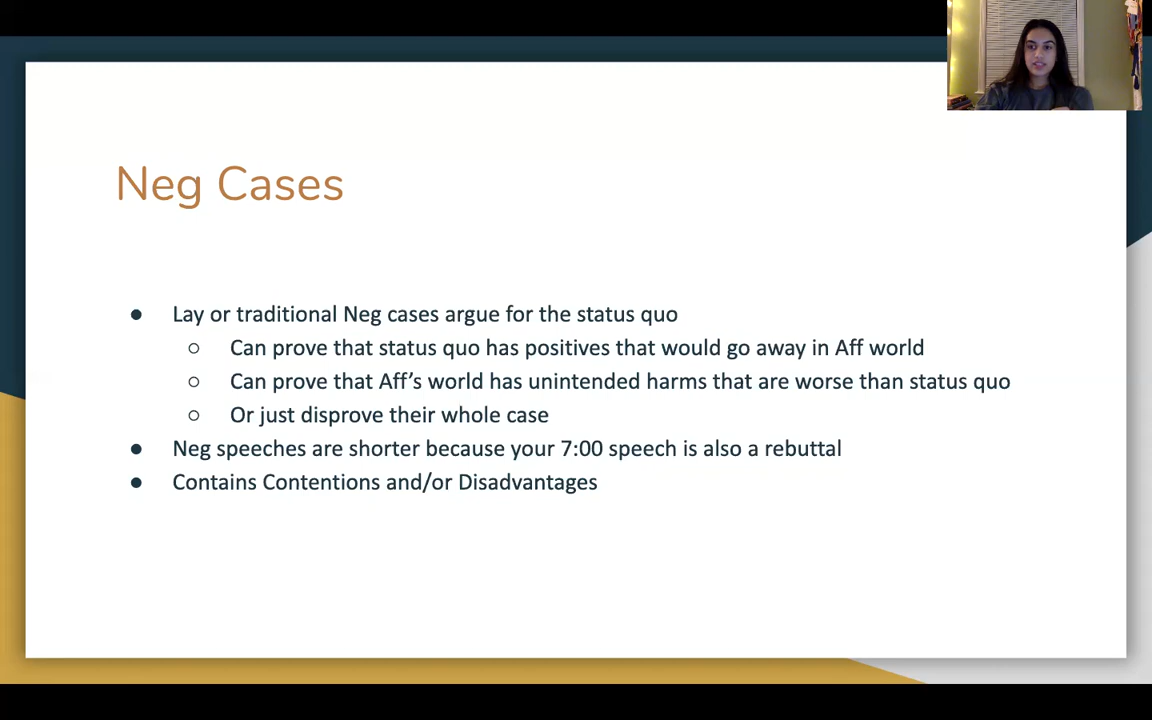 Neg Cases
● Lay or traditional Neg cases argue for the status quo
○ Can prove that status quo has positives that would go away in Aff world
○ Can prove that Aff's world has unintended harms that are worse than status quo
○ Or just disprove their whole case
● Neg speeches are shorter because your 7:00 speech is also a rebuttal
● Contains Contentions and/or Disadvantages